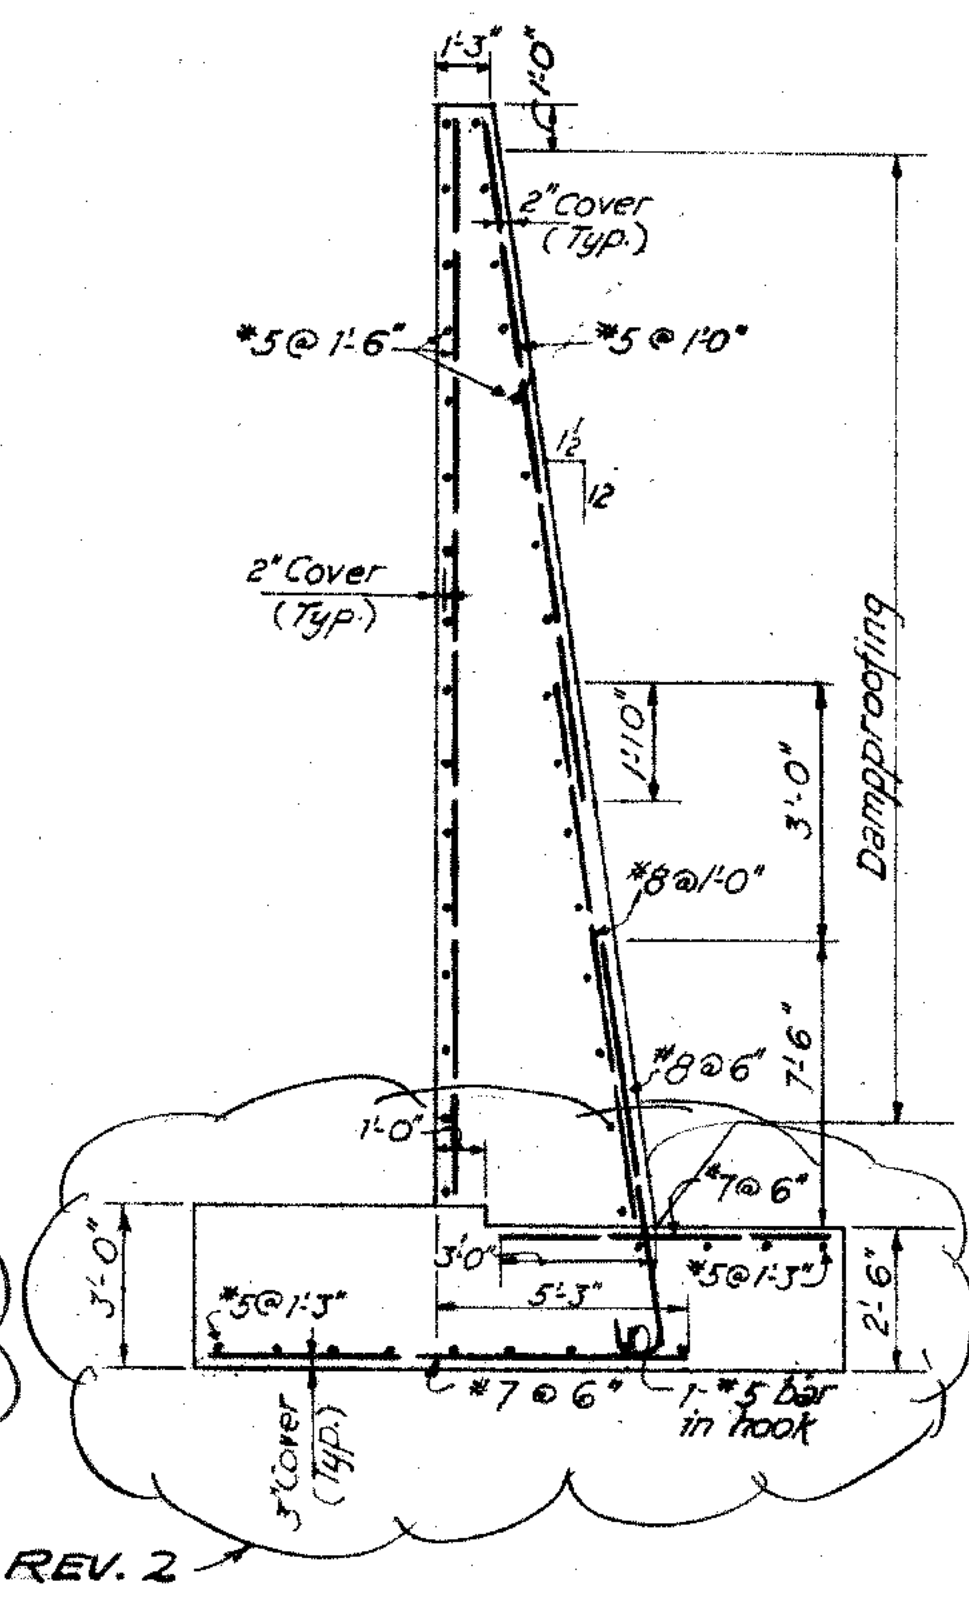 1'-3"
1'-0"
2" Cover
(Typ.)
#5 @ 1'-6"
#5 @ 1'-0"
1½
12
2" Cover
(Typ.)
1'-10"
3'-0"
Dampproofing
#8 @ 1'-0"
7'-6"
#8 @ 6"
1'-0"
#7 @ 6"
3'-0"
3'-0"
#5 @ 1'-3"
2'-6"
5'-3"
#5 @ 1'-3"
#7 @ 6"
1-#5 bar
in hook
3" Cover
(Typ.)
REV. 2